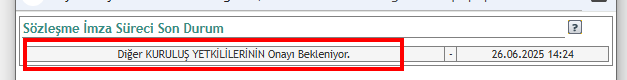 Sözleşme İmza Süreci Son Durum ?
Diğer KURULUŞ YETKİLİLERİNİN Onayı Bekleniyor. - 26.06.2025 14:24